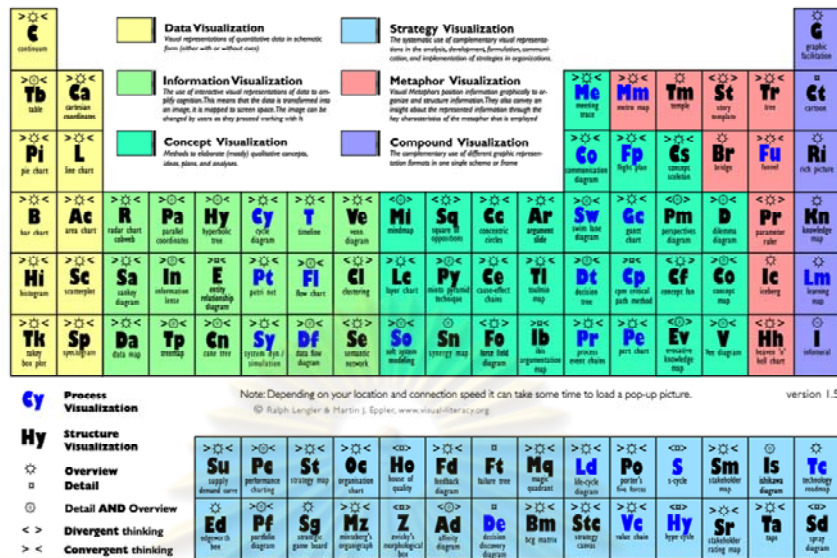 C
continuum
Data Visualization
Visual representations of quantitative data in schematic
form (either with or without axes)
Strategy Visualization
The systematic use of complementary visual representa-
tions in the analysis, development, formulation, communi-
cation, and implementation of strategies in organizations.
G
graphic
facilitation
Tb
table
Ca
cartesian
coordinates
Information Visualization
The use of interactive visual representations of data to am-
plify cognition. This means that the data is transformed into
an image, it is mapped to screen space. The image can be
changed by users as they proceed working with it
Metaphor Visualization
Visual Metaphors position information graphically to or-
ganize and structure information. They also convey an
insight about the represented information through the
key characteristics of the metaphor that is employed
Me
meeting
trace
Mm
metro map
Tm
temple
St
story
template
Tr
tree
Ct
cartoon
Pi
pie chart
L
line chart
Concept Visualization
Methods to elaborate (mostly) qualitative concepts,
ideas, plans, and analyses.
Compound Visualization
The complementary use of different graphic represen-
tation formats in one single schema or frame
Co
communication
diagram
Fp
flight plan
Cs
concept
sceleton
Br
bridge
Fu
funnel
Ri
rich picture
B
bar chart
Ac
area chart
R
radar chart
cobweb
Pa
parallel
coordinates
Hy
hyperbolic
tree
Cy
cycle
diagram
T
timeline
Ve
venn
diagram
Mi
mindmap
Sq
square of
oppositions
Cc
concentric
circles
Ar
argument
slide
Sw
swim lane
diagram
Gc
gantt
chart
Pm
perspectives
diagram
D
dilemma
diagram
Pr
parameter
ruler
Kn
knowledge
map
Hi
histogram
Sc
scatterplot
Sa
sankey
diagram
In
information
lense
E
entity
relationship
diagram
Pt
petri net
Fl
flow chart
Cl
clustering
Lc
layer chart
Py
minto pyramid
technique
Ce
cause-effect
chains
Tl
toulmin
map
Dt
decision
tree
Cp
cpm critical
path method
Cf
concept fan
Co
concept
map
Ic
iceberg
Lm
learning
map
Tk
tukey
box plot
Sp
spectogram
Da
data map
Tp
treemap
Cn
cone tree
Sy
system dyn./
simulation
Df
data flow
diagram
Se
semantic
network
So
soft system
modeling
Sn
synergy map
Fo
force field
diagram
Ib
ibis
argumentation
map
Pr
process
event chains
Pe
pert chart
Ev
evocative
knowledge
map
V
Vee diagram
Hh
heaven 'n'
hell chart
I
infomural
Cy
Process
Visualization
Note: Depending on your location and connection speed it can take some time to load a pop-up picture.
version 1.5
© Ralph Lengler & Martin J. Eppler, www.visual-literacy.org
Hy
Structure
Visualization
Overview
Detail
Detail AND Overview
< > Divergent thinking
> < Convergent thinking
Su
supply
demand curve
Pc
performance
charting
St
strategy map
Oc
organisation
chart
Ho
house of
quality
Fd
feedback
diagram
Ft
failure tree
Mq
magic
quadrant
Ld
life-cycle
diagram
Po
porter's
five forces
S
s-cycle
Sm
stakeholder
map
Is
ishikawa
diagram
Tc
technology
roadmap
Ed
edgeworth
box
Pf
portfolio
diagram
Sg
strategic
game board
Mz
mintzberg's
organigraph
Z
zwicky's
morphological
box
Ad
affinity
diagram
De
decision
discovery
diagram
Bm
bcg matrix
Stc
strategy
canvas
Vc
value chain
Hy
hype-cycle
Sr
stakeholder
rating map
Ta
taps
Sd
spray
diagram